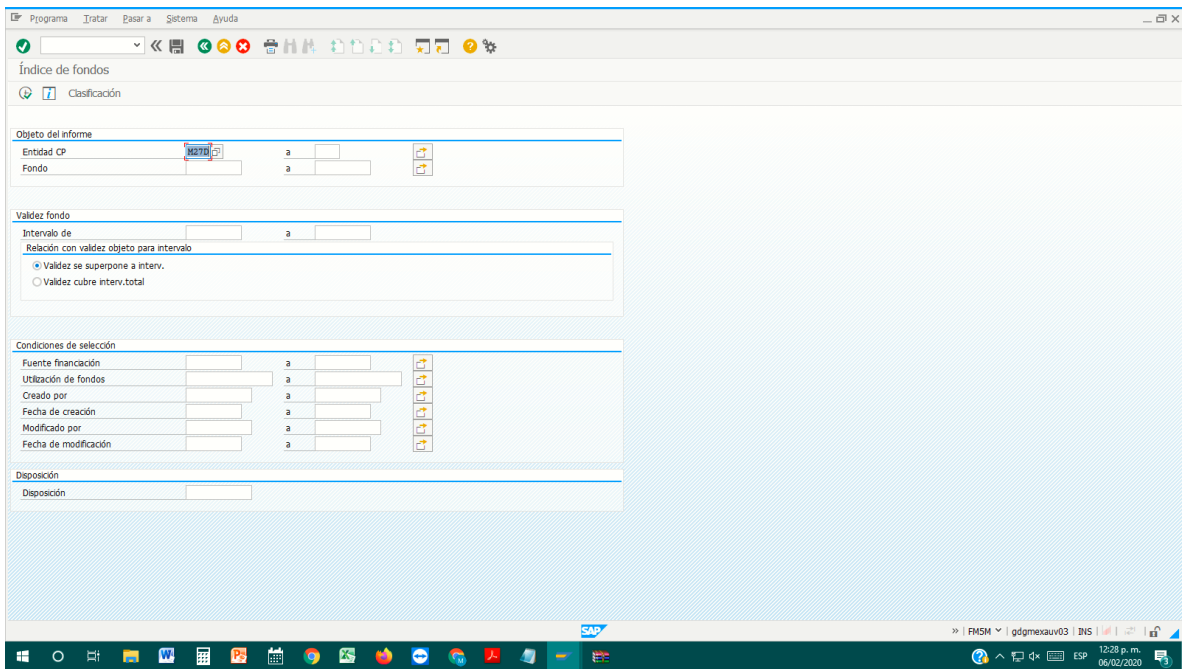 Programa Tratar Pasar a Sistema Ayuda
Índice de fondos
Clasificación
Objeto del informe
Entidad CP M27D a
Fondo a
Validez fondo
Intervalo de a
Relación con validez objeto para intervalo
Validez se superpone a interv.
Validez cubre interv.total
Condiciones de selección
Fuente financiación a
Utilización de fondos a
Creado por a
Fecha de creación a
Modificado por a
Fecha de modificación a
Disposición
Disposición
SAP
» FM5M gdgmexauv03 INS
ESP 12:28 p. m.
06/02/2020